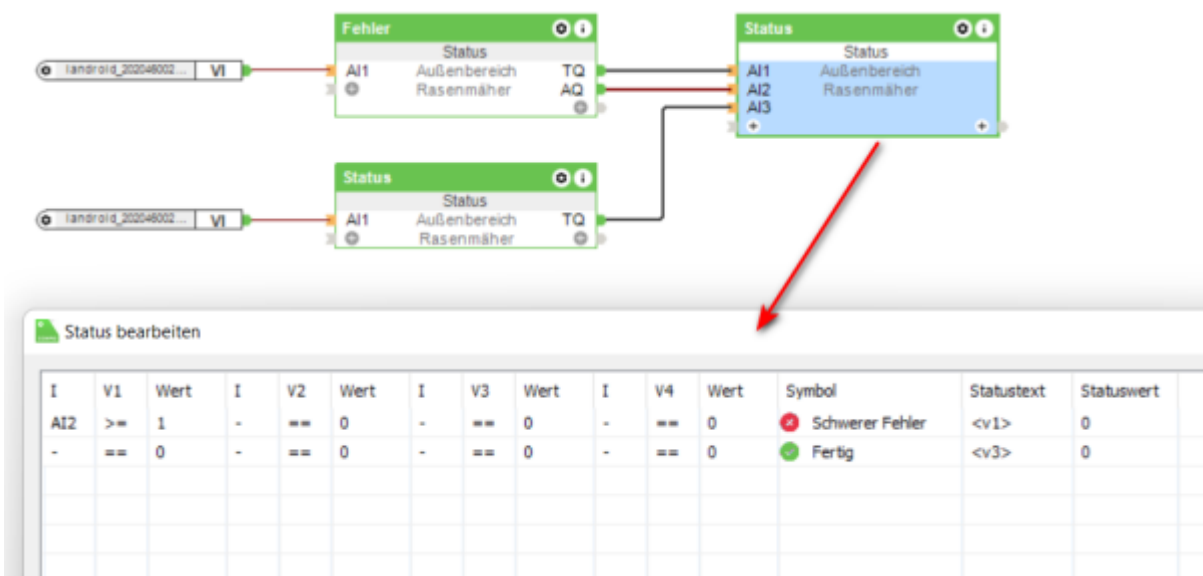 Fehler
Status
Status
Status
landroid_202046002... VI
AI1 Außenbereich TQ
Rasenmäher AQ
AI1 Außenbereich
AI2 Rasenmäher
AI3
Status
Status
landroid_202046002... VI
AI1 Außenbereich TQ
Rasenmäher
Status bearbeiten
I V1 Wert I V2 Wert I V3 Wert I V4 Wert Symbol Statustext Statuswert
AI2 >= 1 - == 0 - == 0 - == 0 Schwerer Fehler <v1> 0
- == 0 - == 0 - == 0 - == 0 Fertig <v3> 0